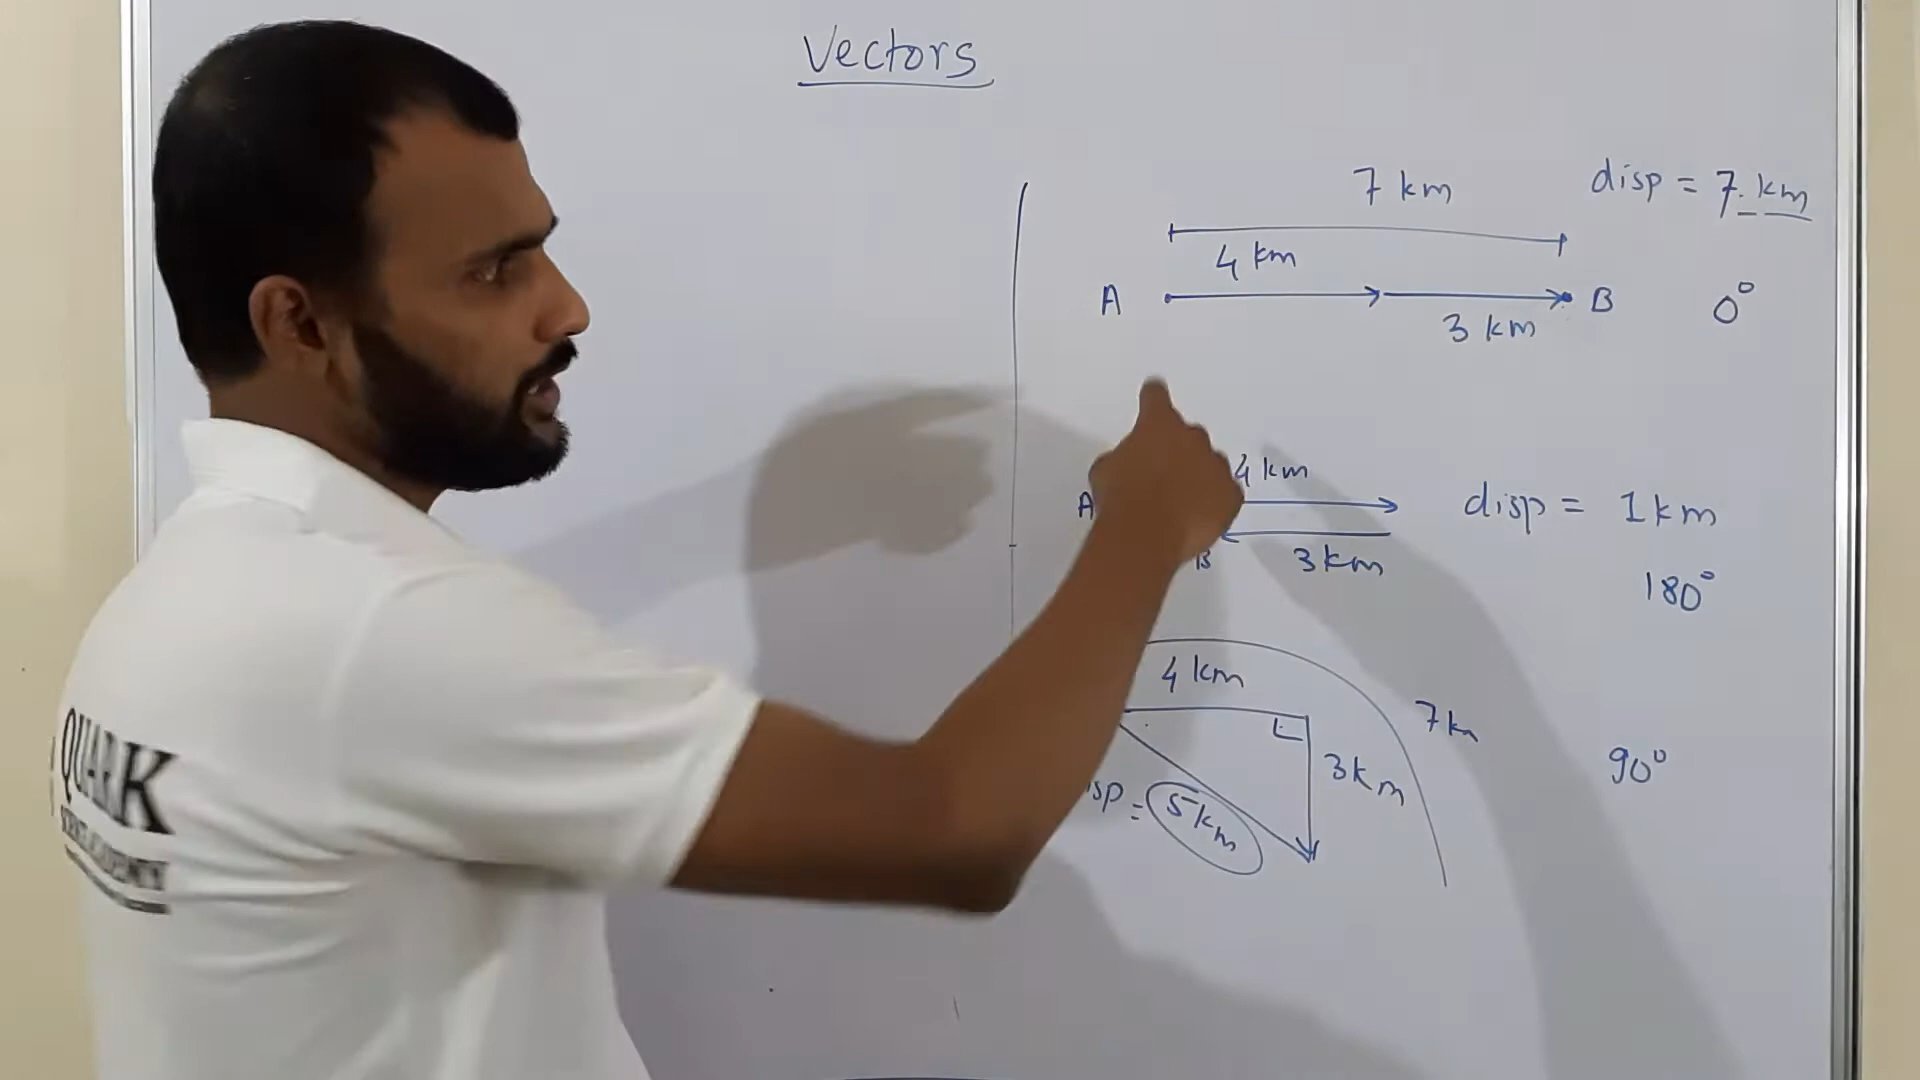 Vectors
7 km
disp = 7 km
4 km
A
B
0°
3 km
4 km
A
disp = 1 km
B
3 km
180°
4 km
7 km
3 km
90°
isp = 5 km
QUARK